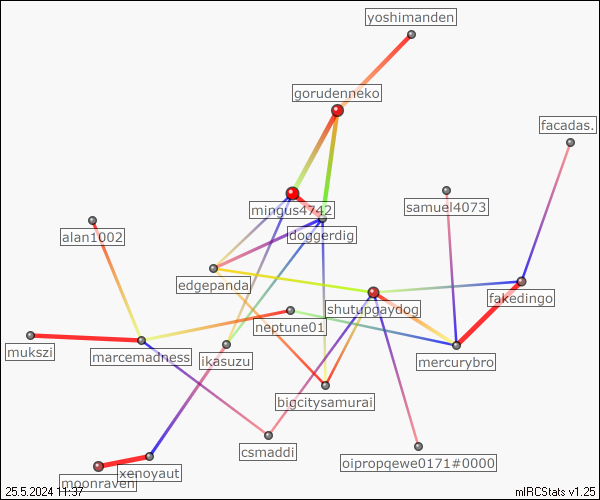 yoshimanden
gorudenneko
facadas.
mingus4742
samuel4073
doggerdig
alan1002
edgepanda
shutupgaydog
fakedingo
neptune01
mukszi
marcemadness
ikasuzu
mercurybro
bigcitysamurai
csmaddi
oipropqewe0171#0000
xenoyaut
moonraven
25.5.2024 11:37
mIRCStats v1.25